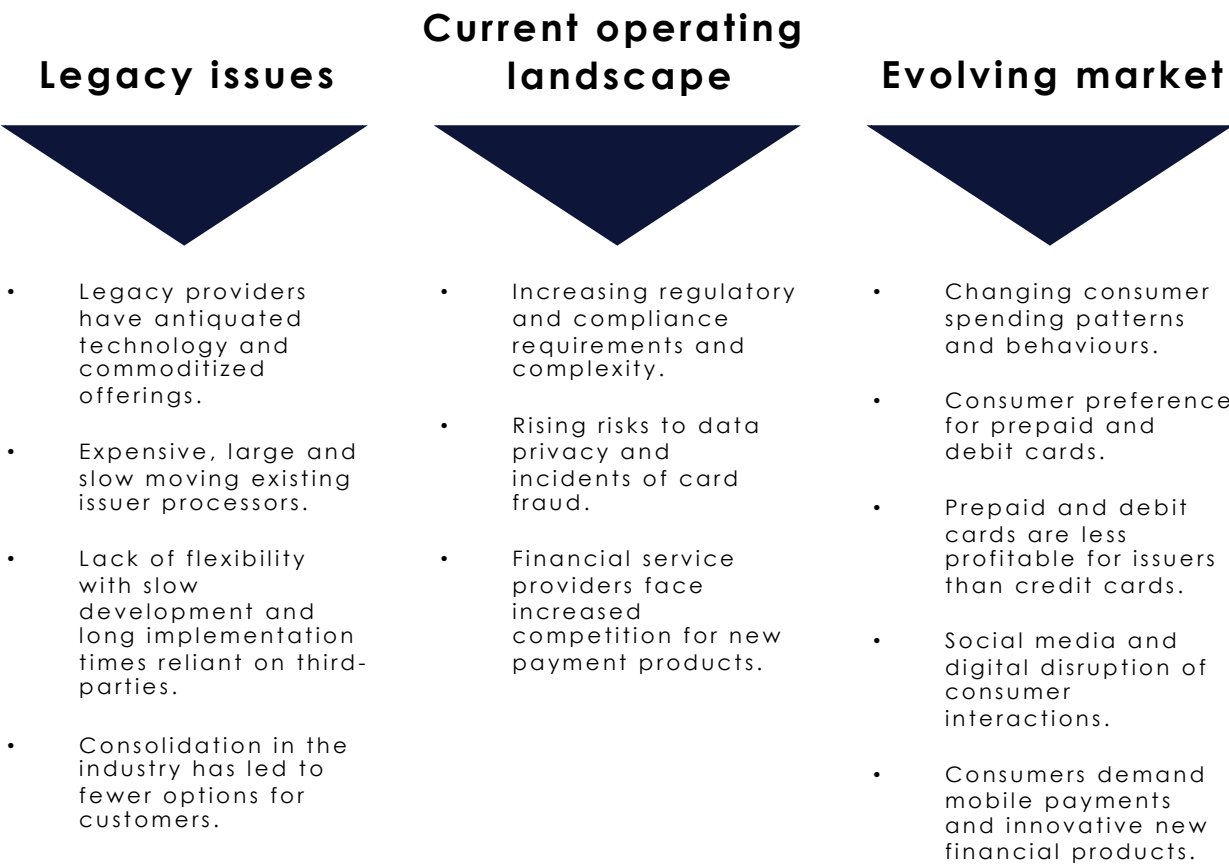 Legacy issues
Current operating
landscape
Evolving market
• Legacy providers
have antiquated
technology and
commoditized
offerings.
• Expensive, large and
slow moving existing
issuer processors.
• Lack of flexibility
with slow
development and
long implementation
times reliant on third-
parties.
• Consolidation in the
industry has led to
fewer options for
customers.
• Increasing regulatory
and compliance
requirements and
complexity.
• Rising risks to data
privacy and
incidents of card
fraud.
• Financial service
providers face
increased
competition for new
payment products.
• Changing consumer
spending patterns
and behaviours.
• Consumer preference
for prepaid and
debit cards.
• Prepaid and debit
cards are less
profitable for issuers
than credit cards.
• Social media and
digital disruption of
consumer
interactions.
• Consumers demand
mobile payments
and innovative new
financial products.